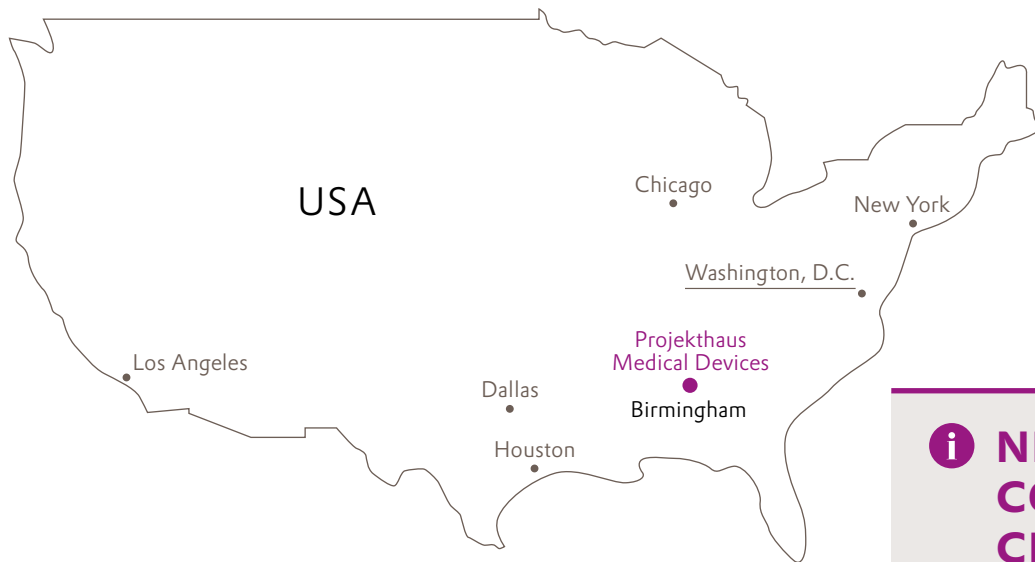 Chicago
USA
New York
Washington, D.C.
Projekthaus
Medical Devices
Los Angeles
Dallas
Birmingham
Houston
i